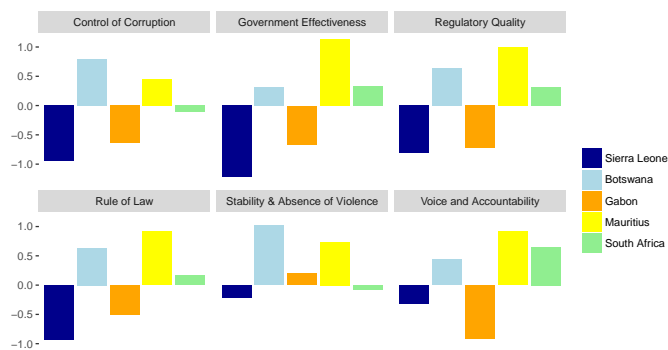 Control of Corruption
Government Effectiveness
Regulatory Quality
1.0
0.5
0.0
−0.5
−1.0
Rule of Law
Stability & Absence of Violence
Voice and Accountability
1.0
0.5
0.0
−0.5
−1.0
Sierra Leone
Botswana
Gabon
Mauritius
South Africa